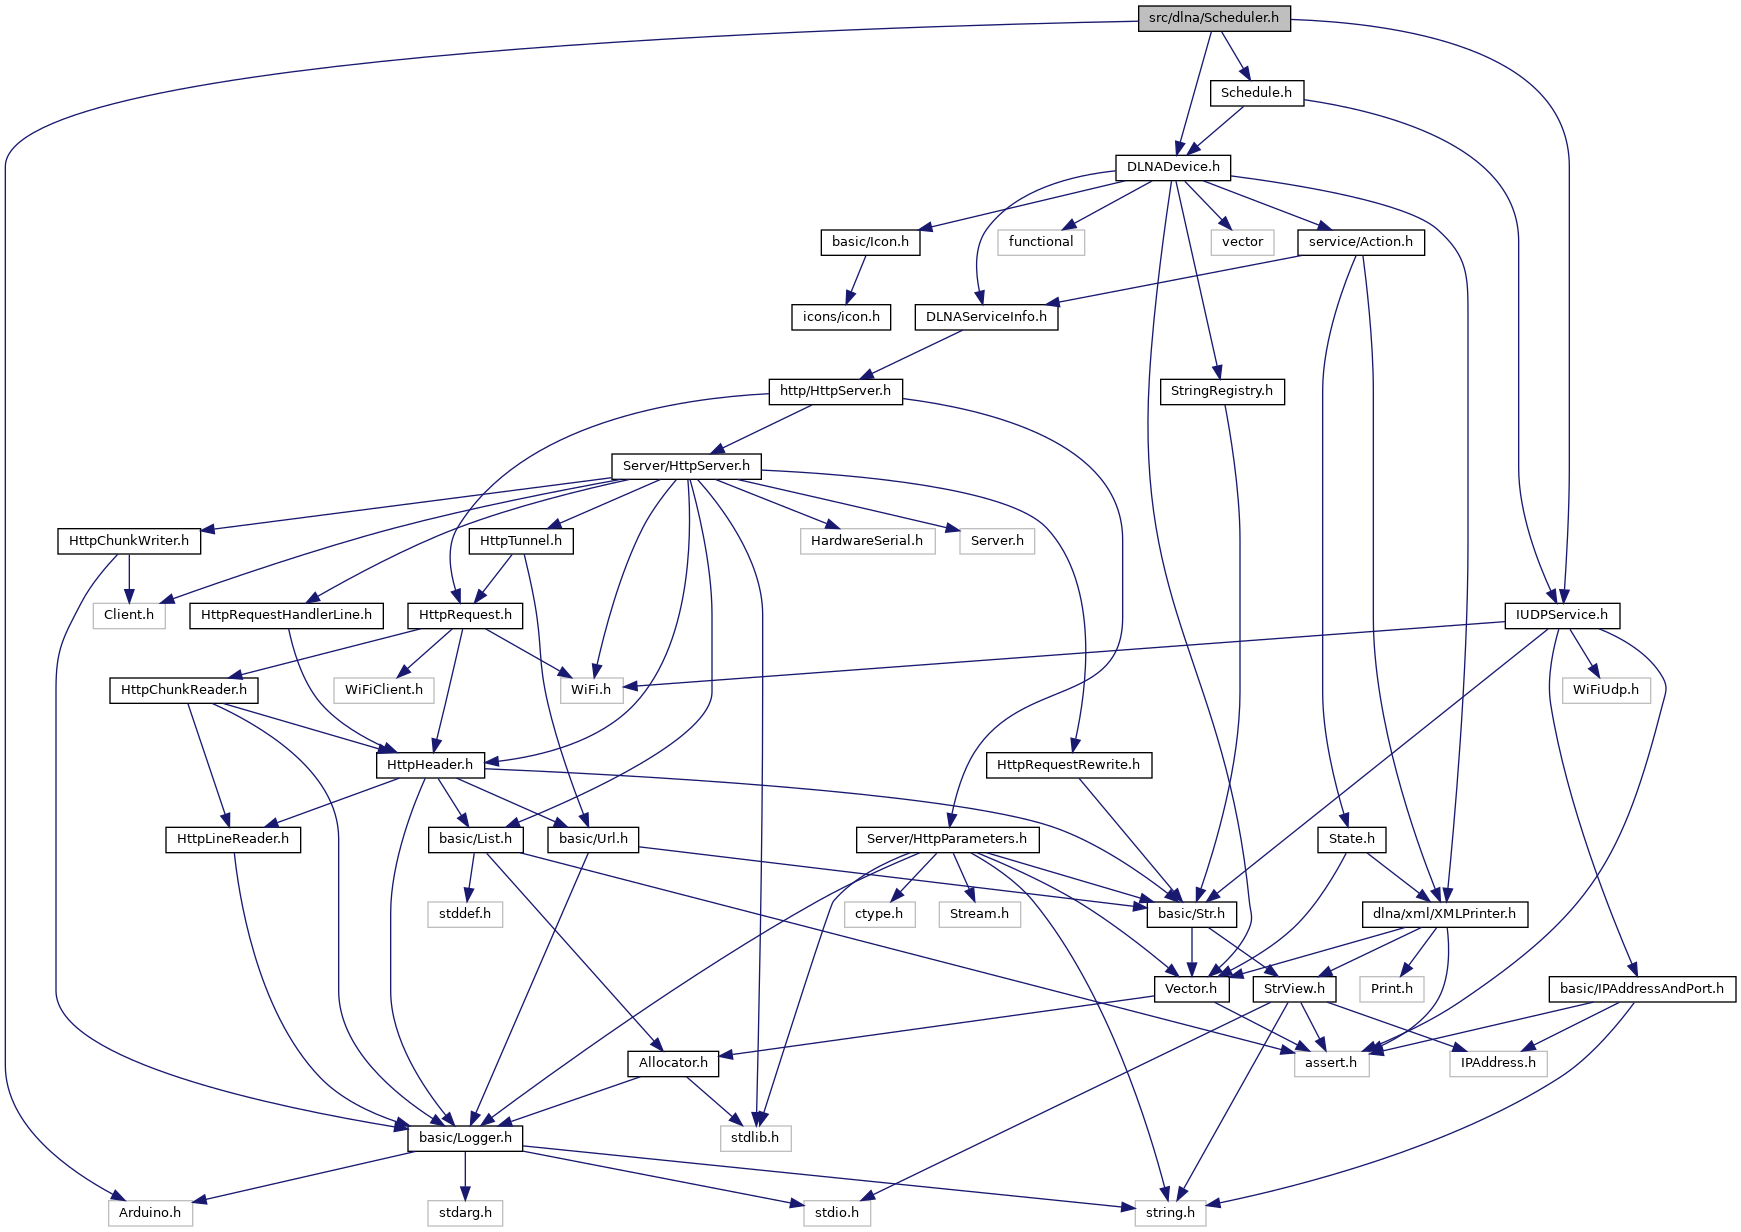 src/dlna/Scheduler.h
Schedule.h
DLNADevice.h
basic/Icon.h
functional
vector
service/Action.h
icons/icon.h
DLNAServiceInfo.h
http/HttpServer.h
StringRegistry.h
Server/HttpServer.h
HttpChunkWriter.h
HttpTunnel.h
HardwareSerial.h
Server.h
Client.h
HttpRequestHandlerLine.h
HttpRequest.h
IUDPService.h
HttpChunkReader.h
WiFiClient.h
WiFi.h
WiFiUdp.h
HttpHeader.h
HttpRequestRewrite.h
HttpLineReader.h
basic/List.h
basic/Url.h
Server/HttpParameters.h
State.h
stddef.h
ctype.h
Stream.h
basic/Str.h
dlna/xml/XMLPrinter.h
Vector.h
StrView.h
Print.h
basic/IPAddressAndPort.h
Allocator.h
assert.h
IPAddress.h
basic/Logger.h
stdlib.h
Arduino.h
stdarg.h
stdio.h
string.h